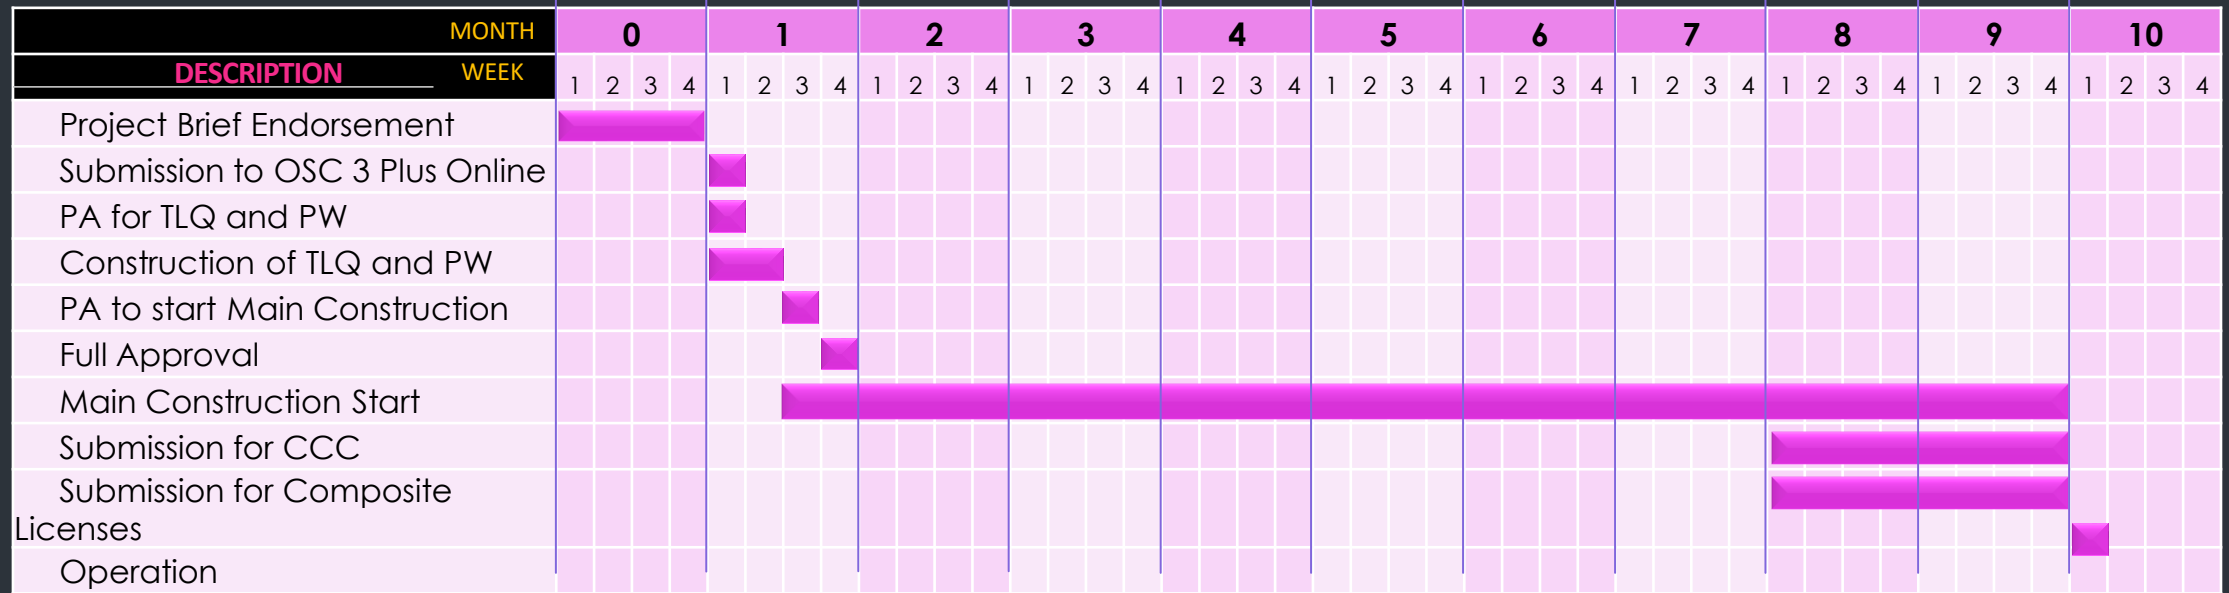 MONTH 0 1 2 3 4 5 6 7 8 9 10
DESCRIPTION WEEK 1 2 3 4 1 2 3 4 1 2 3 4 1 2 3 4 1 2 3 4 1 2 3 4 1 2 3 4 1 2 3 4 1 2 3 4 1 2 3 4 1 2 3 4
Project Brief Endorsement
Submission to OSC 3 Plus Online
PA for TLQ and PW
Construction of TLQ and PW
PA to start Main Construction
Full Approval
Main Construction Start
Submission for CCC
Submission for Composite
Licenses
Operation